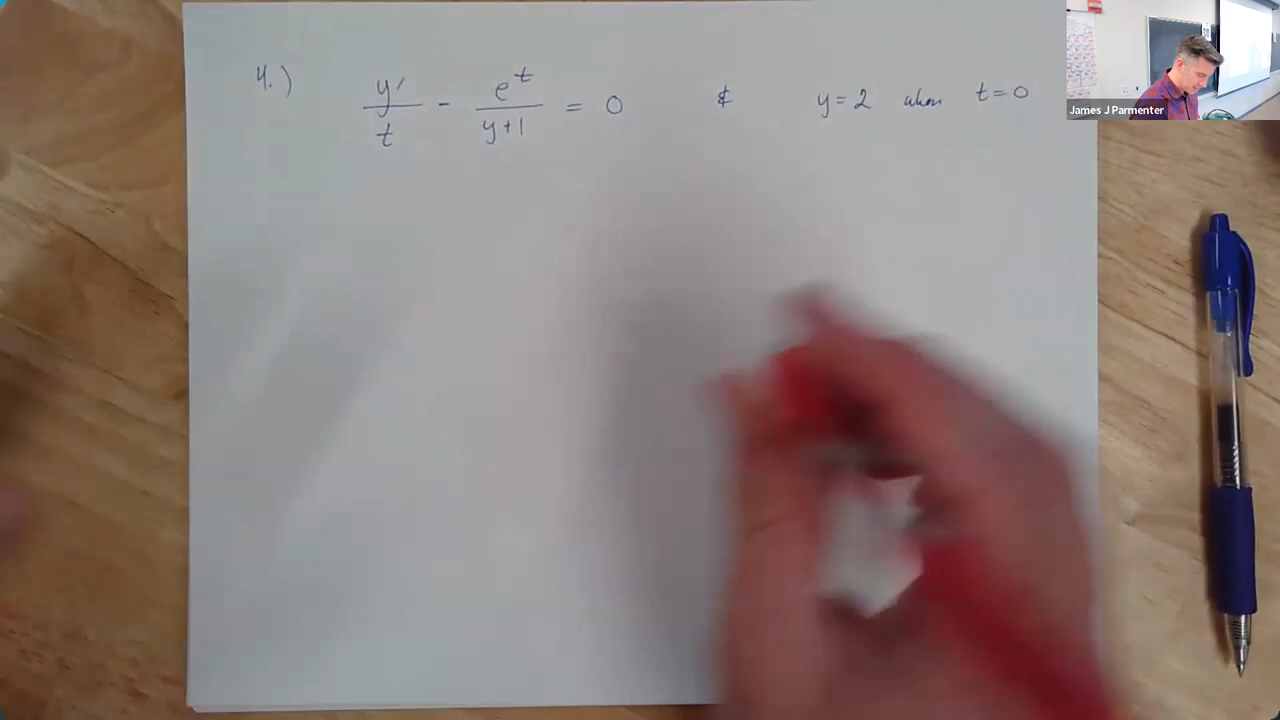 4.) y'/t - e^t/(y+1) = 0 & y=2 when t=0
James J Parmenter